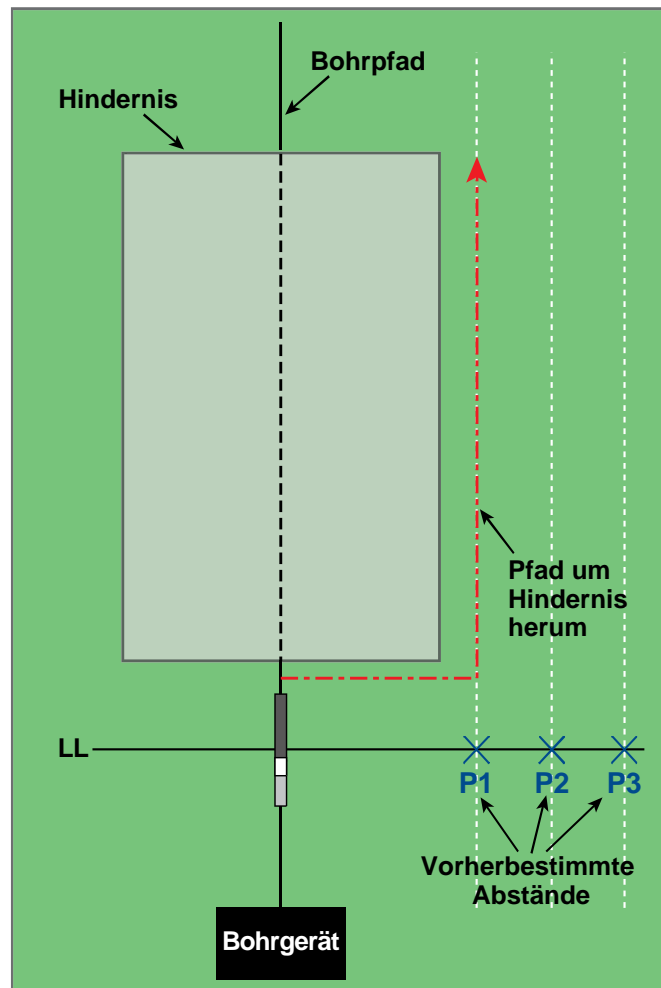 Bohrpfad
Hindernis
Pfad um
Hindernis
herum
LL
P1 P2 P3
Vorherbestimmte
Abstände
Bohrgerät